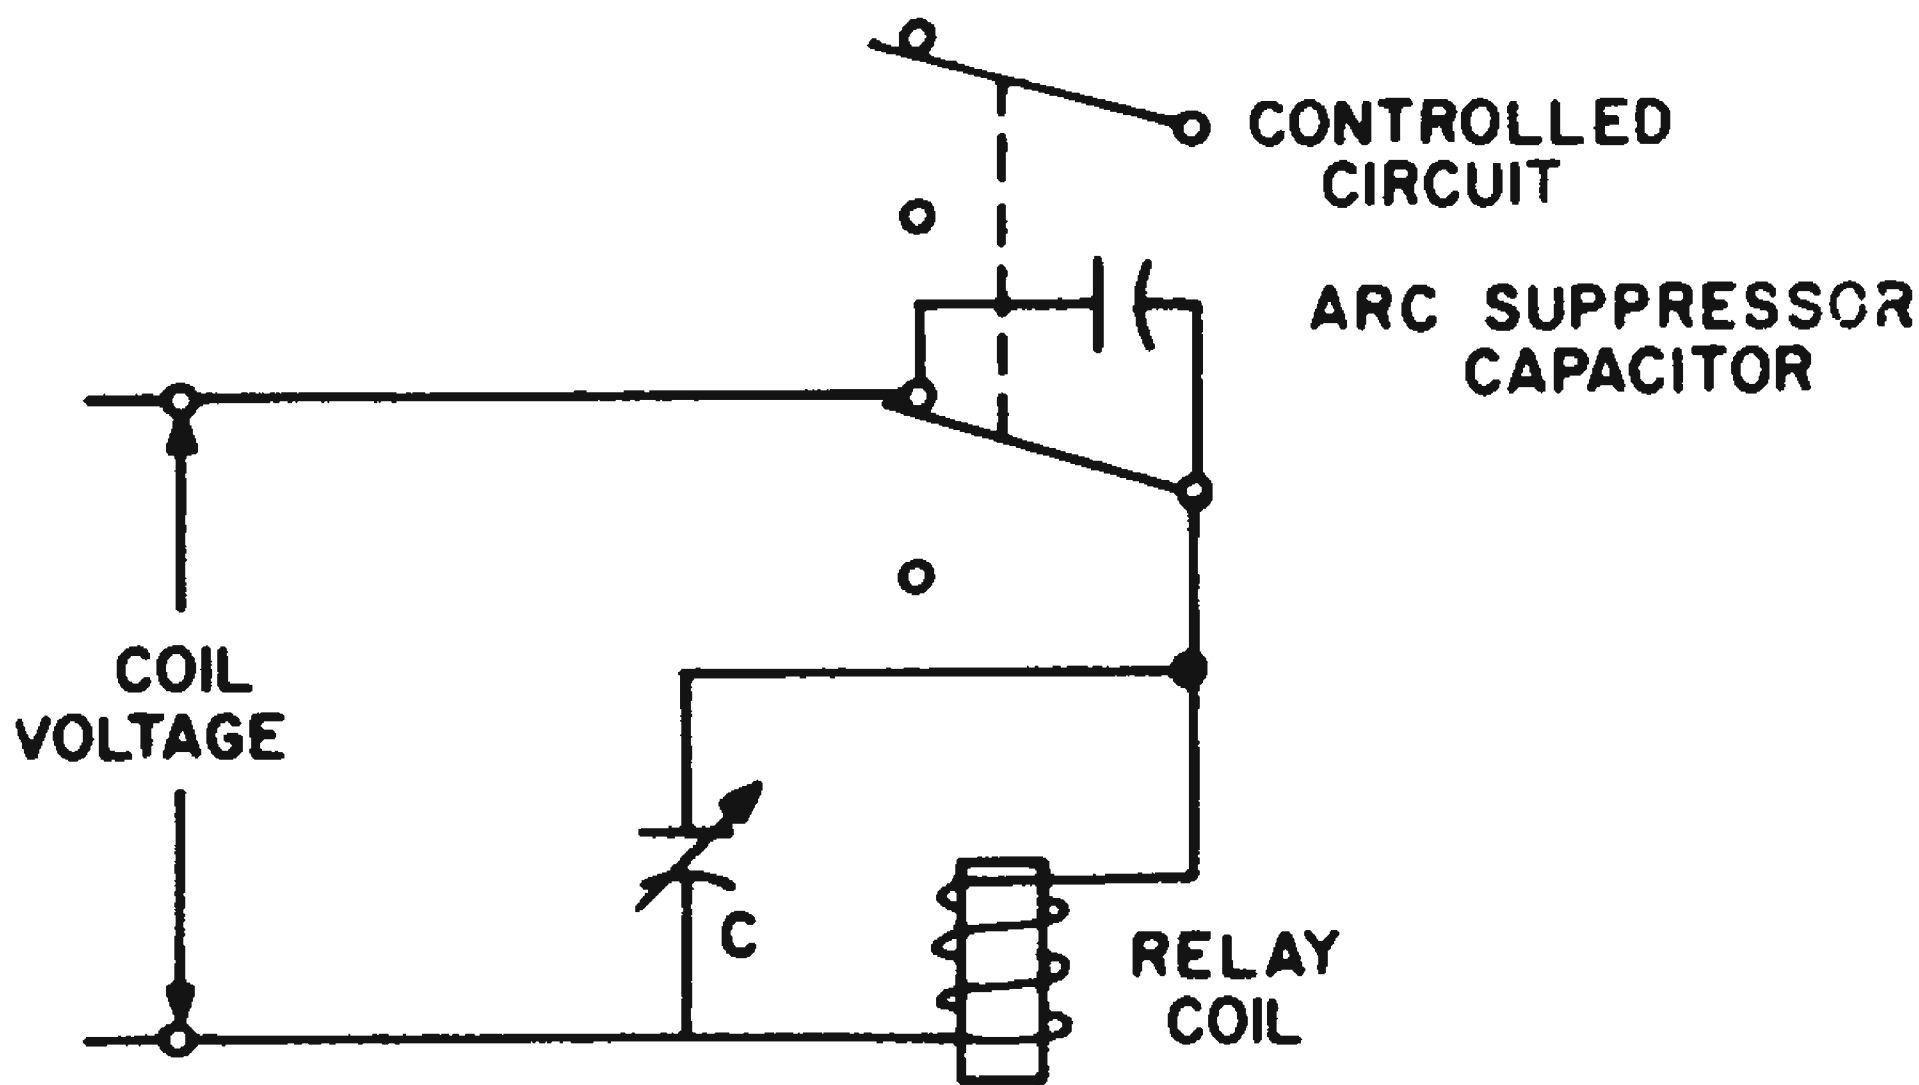 CONTROLLED
CIRCUIT
ARC SUPPRESSOR
CAPACITOR
COIL
VOLTAGE
C
RELAY
COIL